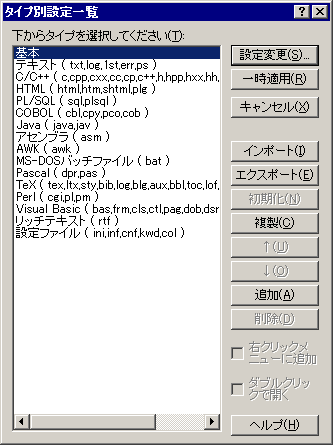 タイプ別設定一覧
下からタイプを選択してください(T):
基本
テキスト ( txt,log,1st,err,ps )
C/C++ ( c,cpp,cxx,cc,cp,c++,h,hpp,hxx,hh,
HTML ( html,htm,shtml,plg )
PL/SQL ( sql,plsql )
COBOL ( cbl,cpy,pco,cob )
Java ( java,jav )
アセンブラ ( asm )
AWK ( awk )
MS-DOSバッチファイル ( bat )
Pascal ( dpr,pas )
TeX ( tex,ltx,sty,bib,log,blg,aux,bbl,toc,lof,
Perl ( cgi,pl,pm )
Visual Basic ( bas,frm,cls,ctl,pag,dob,dsr
リッチテキスト ( rtf )
設定ファイル ( ini,inf,cnf,kwd,col )
設定変更(S)...
一時適用(R)
キャンセル(X)
インポート(I)
エクスポート(E)
初期化(N)
複製(C)
↑(U)
↓(O)
追加(A)
削除(D)
右クリックメ
ニューに追加
ダブルクリッ
クで開く
ヘルプ(H)